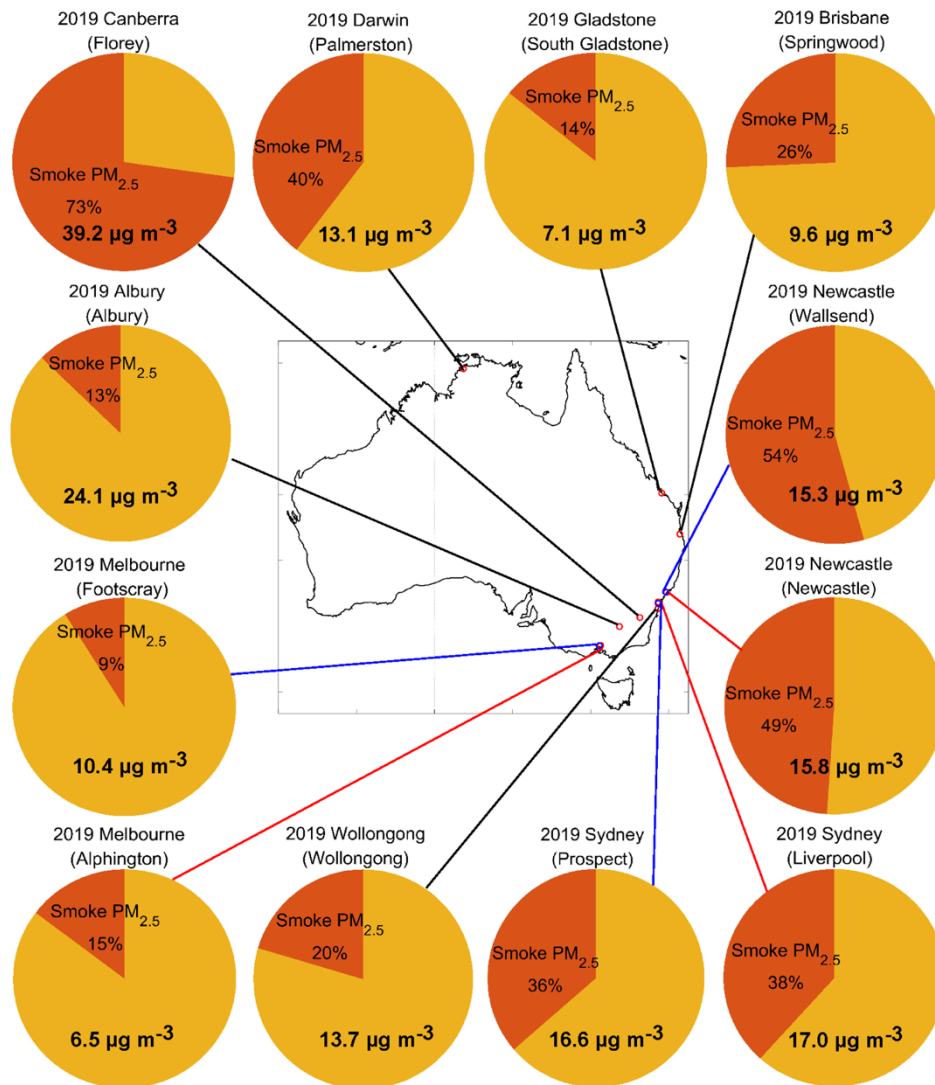 2019 Canberra
(Florey)
Smoke PM2.5
73%
39.2 µg m-3
2019 Darwin
(Palmerston)
Smoke PM2.5
40%
13.1 µg m-3
2019 Gladstone
(South Gladstone)
Smoke PM2.5
14%
7.1 µg m-3
2019 Brisbane
(Springwood)
Smoke PM2.5
26%
9.6 µg m-3
2019 Albury
(Albury)
Smoke PM2.5
13%
24.1 µg m-3
2019 Newcastle
(Wallsend)
Smoke PM2.5
54%
15.3 µg m-3
2019 Melbourne
(Footscray)
Smoke PM2.5
9%
10.4 µg m-3
2019 Newcastle
(Newcastle)
Smoke PM2.5
49%
15.8 µg m-3
2019 Melbourne
(Alphington)
Smoke PM2.5
15%
6.5 µg m-3
2019 Wollongong
(Wollongong)
Smoke PM2.5
20%
13.7 µg m-3
2019 Sydney
(Prospect)
Smoke PM2.5
36%
16.6 µg m-3
2019 Sydney
(Liverpool)
Smoke PM2.5
38%
17.0 µg m-3